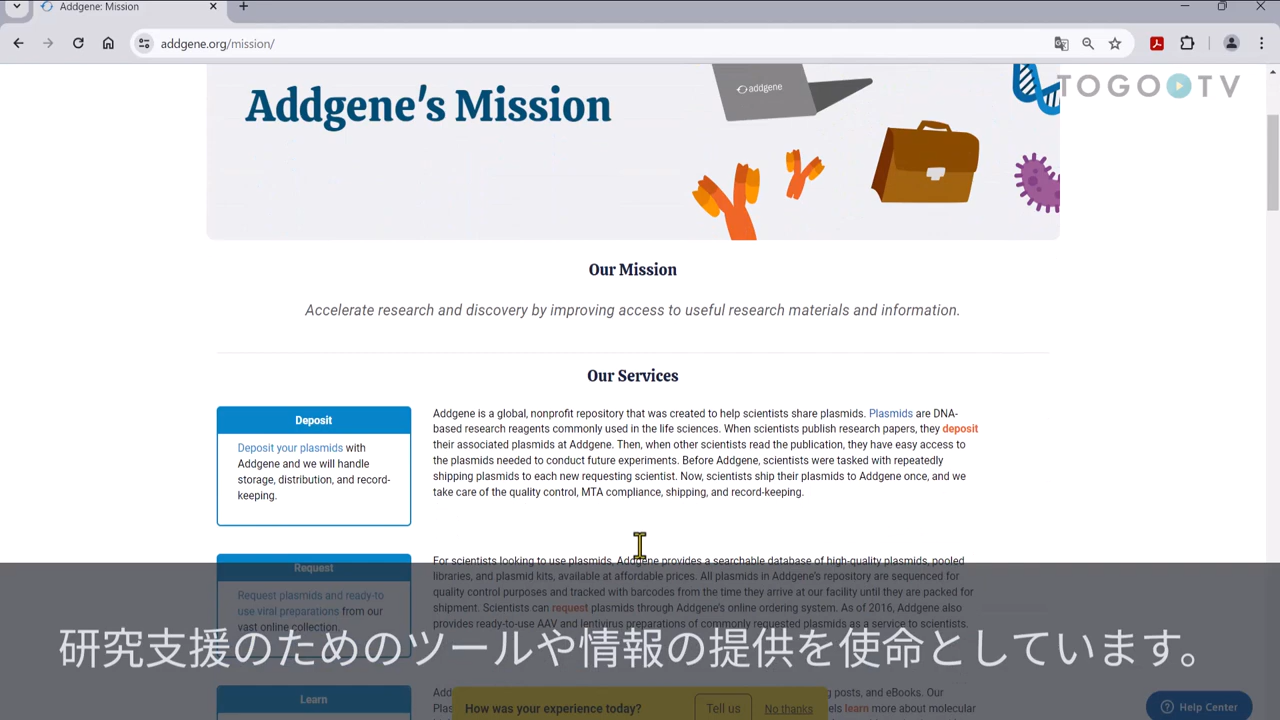 Addgene: Mission
addgene.org/mission/
addgene
TOGO TV
Addgene's Mission
Our Mission
Accelerate research and discovery by improving access to useful research materials and information.
Our Services
Deposit
Deposit your plasmids with
Addgene and we will handle
storage, distribution, and record-
keeping.
Addgene is a global, nonprofit repository that was created to help scientists share plasmids. Plasmids are DNA-
based research reagents commonly used in the life sciences. When scientists publish research papers, they deposit
their associated plasmids at Addgene. Then, when other scientists read the publication, they have easy access to
the plasmids needed to conduct future experiments. Before Addgene, scientists were tasked with repeatedly
shipping plasmids to each new requesting scientist. Now, scientists ship their plasmids to Addgene once, and we
take care of the quality control, MTA compliance, shipping, and record-keeping.
Request
Request plasmids and ready-to
use viral preparations from our
vast online collection.
For scientists looking to use plasmids, Addgene provides a searchable database of high-quality plasmids, pooled
libraries, and plasmid kits, available at affordable prices. All plasmids in Addgene's repository are sequenced for
quality control purposes and tracked with barcodes from the time they arrive at our facility until they are packed for
shipment. Scientists can request plasmids through Addgene's online ordering system. As of 2016, Addgene also
provides ready-to-use AAV and lentivirus preparations of commonly requested plasmids as a service to scientists.
研究支援のためのツールや情報の提供を使命としています。
Learn
posts, and eBooks. Our
learn more about molecular
How was your experience today?
Tell us
No thanks
Help Center